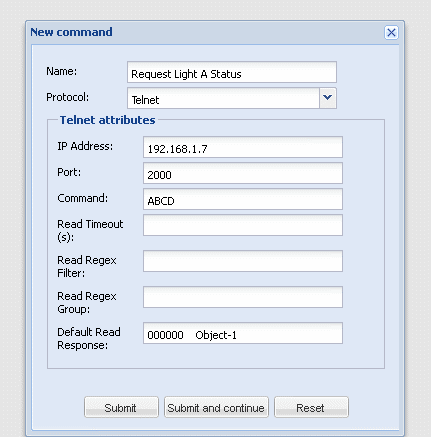 New command
Name: Request Light A Status
Protocol: Telnet
Telnet attributes
IP Address: 192.168.1.7
Port: 2000
Command: ABCD
Read Timeout
(s):
Read Regex
Filter:
Read Regex
Group:
Default Read
Response: 000000 Object-1
Submit Submit and continue Reset